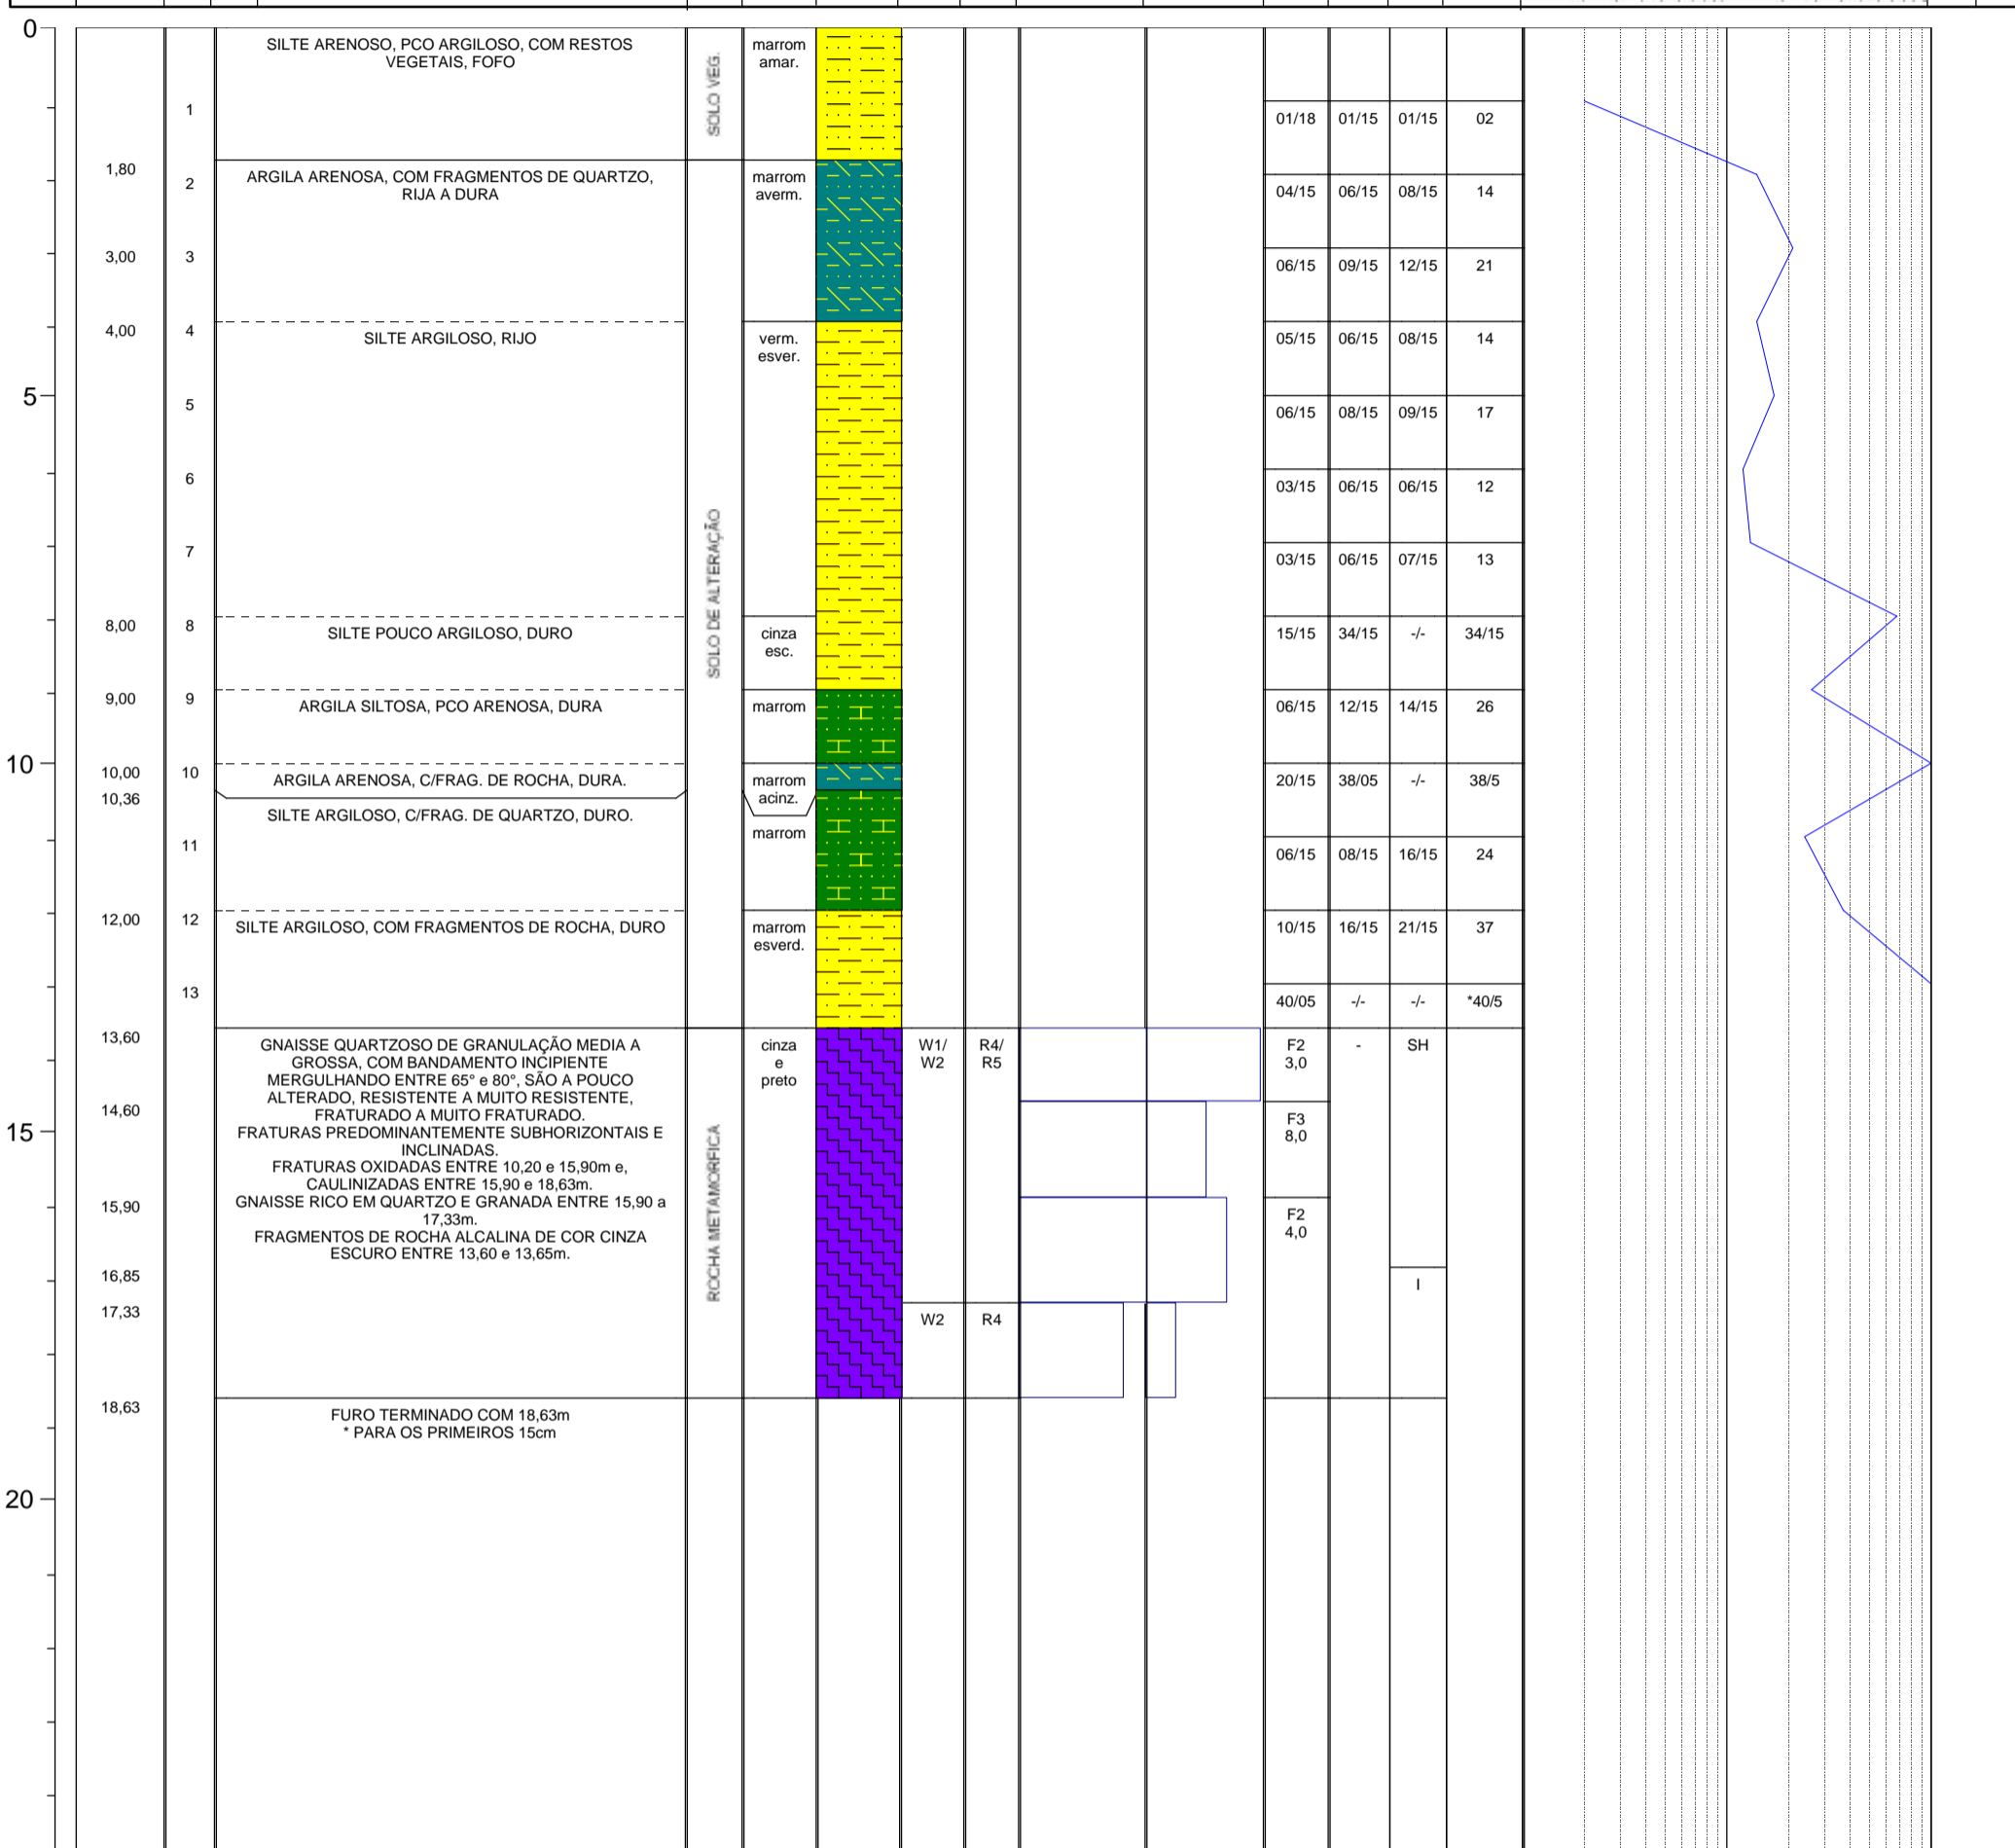 0
SILTE ARENOSO, PCO ARGILOSO, COM RESTOS
VEGETAIS, FOFO
SOLO VEG.
marrom
amar.
1
01/18 01/15 01/15 02
1,80
2
ARGILA ARENOSA, COM FRAGMENTOS DE QUARTZO,
RIJA A DURA
marrom
averm.
04/15 06/15 08/15 14
3,00
3
06/15 09/15 12/15 21
4,00
4
SILTE ARGILOSO, RIJO
verm.
esver.
05/15 06/15 08/15 14
5
5
06/15 08/15 09/15 17
6
03/15 06/15 06/15 12
SOLO DE ALTERAÇÃO
7
03/15 06/15 07/15 13
8,00
8
SILTE POUCO ARGILOSO, DURO
cinza
esc.
15/15 34/15 -/- 34/15
9,00
9
ARGILA SILTOSA, PCO ARENOSA, DURA
marrom
06/15 12/15 14/15 26
10
10,00
10
ARGILA ARENOSA, C/FRAG. DE ROCHA, DURA.
marrom
acinz.
20/15 38/05 -/- 38/5
10,36
SILTE ARGILOSO, C/FRAG. DE QUARTZO, DURO.
marrom
11
06/15 08/15 16/15 24
12,00
12
SILTE ARGILOSO, COM FRAGMENTOS DE ROCHA, DURO
marrom
esverd.
10/15 16/15 21/15 37
13
40/05 -/- -/- *40/5
13,60
GNAISSE QUARTZOSO DE GRANULAÇÃO MEDIA A
GROSSA, COM BANDAMENTO INCIPIENTE
MERGULHANDO ENTRE 65° e 80°, SÃO A POUCO
ALTERADO, RESISTENTE A MUITO RESISTENTE,
FRATURADO A MUITO FRATURADO.
FRATURAS PREDOMINANTEMENTE SUBHORIZONTAIS E
INCLINADAS.
FRATURAS OXIDADAS ENTRE 10,20 e 15,90m e,
CAULINIZADAS ENTRE 15,90 e 18,63m.
GNAISSE RICO EM QUARTZO E GRANADA ENTRE 15,90 a
17,33m.
FRAGMENTOS DE ROCHA ALCALINA DE COR CINZA
ESCURO ENTRE 13,60 e 13,65m.
ROCHA METAMORFICA
cinza
e
preto
W1/
W2
R4/
R5
F2
3,0
-
SH
14,60
F3
8,0
15
15,90
F2
4,0
16,85
I
17,33
W2
R4
18,63
FURO TERMINADO COM 18,63m
* PARA OS PRIMEIROS 15cm
20